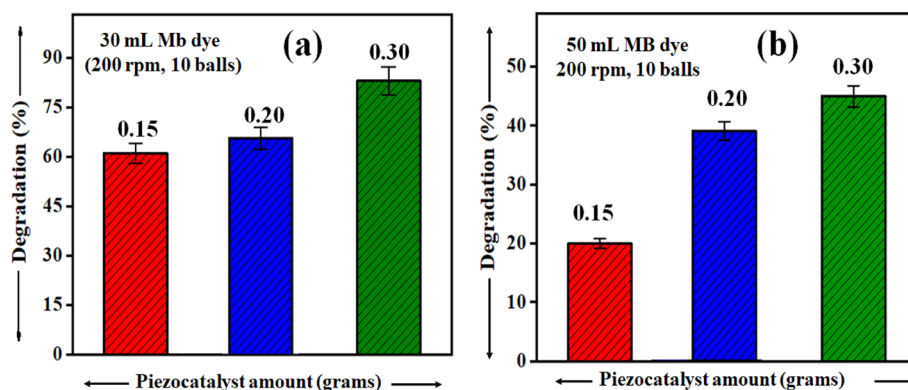 30 mL Mb dye
(200 rpm, 10 balls)
(a)
0.15
0.20
0.30
90
75
60
45
30
15
0
Degradation (%)
Piezocatalyst amount (grams)
50 mL MB dye
200 rpm, 10 balls
(b)
0.15
0.20
0.30
50
40
30
20
10
0
Degradation (%)
Piezocatalyst amount (grams)